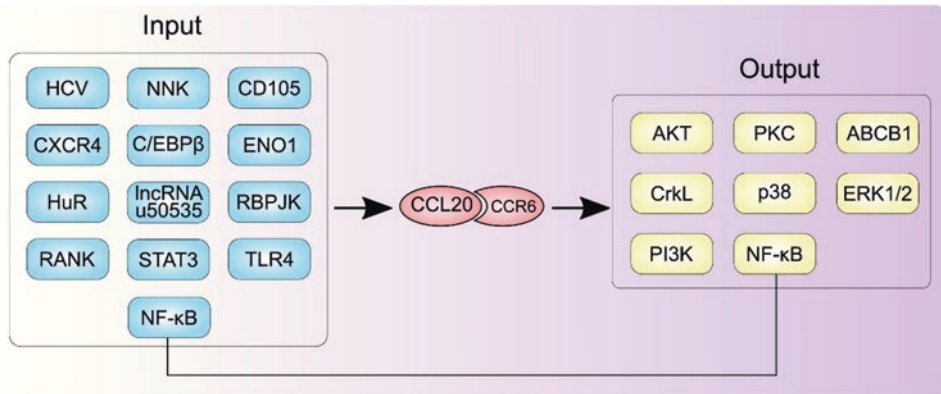 Input
HCV
NNK
CD105
CXCR4
C/EBPβ
ENO1
HuR
lncRNA
u50535
RBPJK
RANK
STAT3
TLR4
NF-κB
CCL20
CCR6
Output
AKT
PKC
ABCB1
CrkL
p38
ERK1/2
PI3K
NF-κB